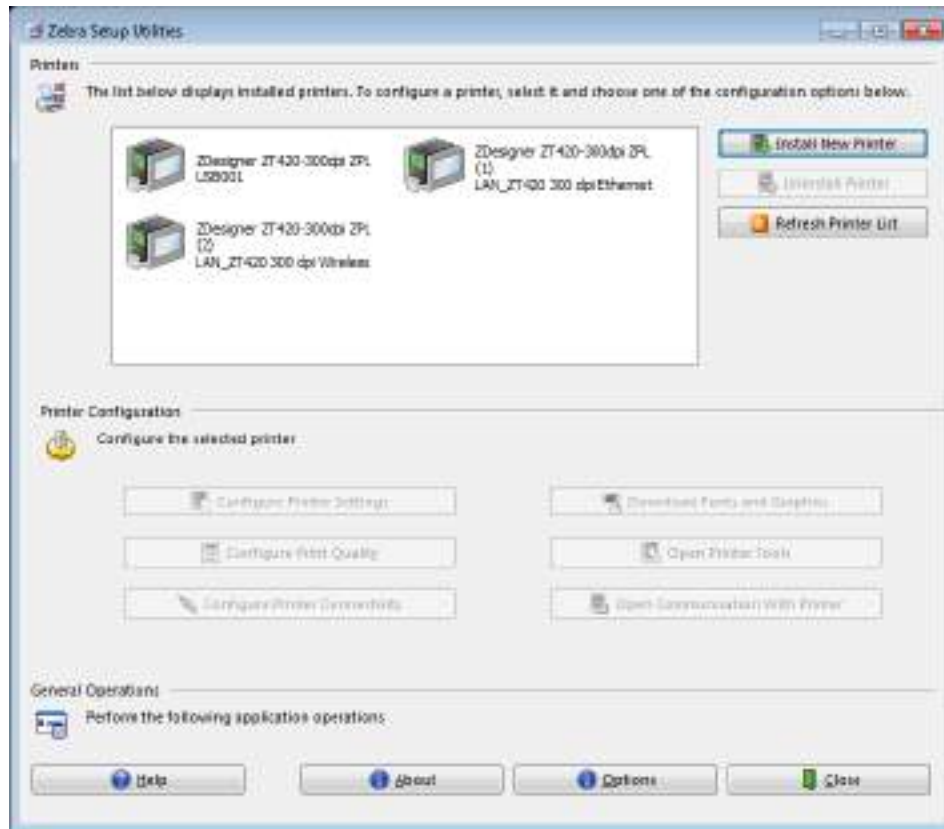 Zebra Setup Utilities
Printers
The list below displays installed printers. To configure a printer, select it and choose one of the configuration options below.
ZDesigner ZT420-300dpi ZPL
USB001
ZDesigner ZT420-300dpi ZPL
(1)
LAN_ZT420 300 dpi Ethernet
ZDesigner ZT420-300dpi ZPL
(2)
LAN_ZT420 300 dpi Wireless
Install New Printer
Uninstall Printer
Refresh Printer List
Printer Configuration
Configure the selected printer
Configure Printer Settings
Download Fonts and Graphics
Configure Print Quality
Open Printer Tools
Configure Printer Connectivity
Open Communication With Printer
General Operations
Perform the following application operations
Help
About
Options
Close